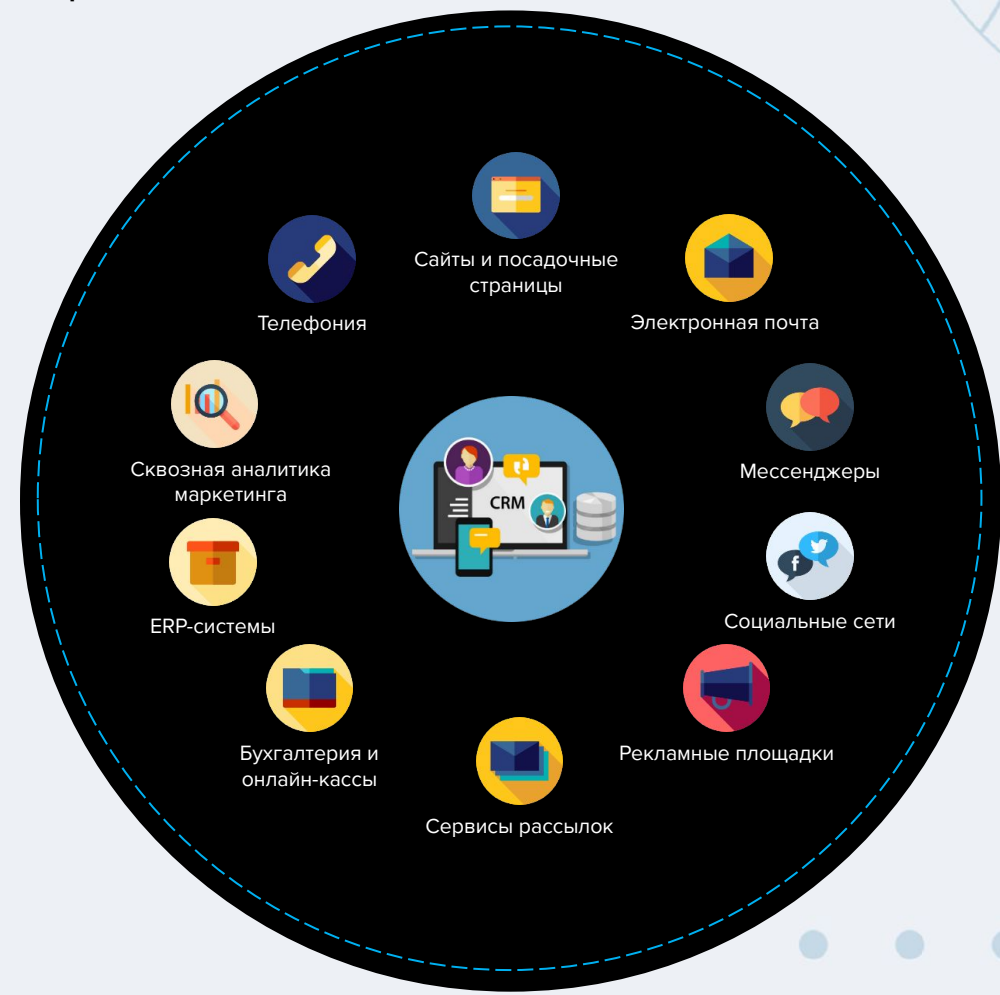 Сайты и посадочные
страницы
Телефония
Электронная почта
Сквозная аналитика
маркетинга
CRM
Мессенджеры
ERP-системы
Социальные сети
Бухгалтерия и
онлайн-кассы
Рекламные площадки
Сервисы рассылок